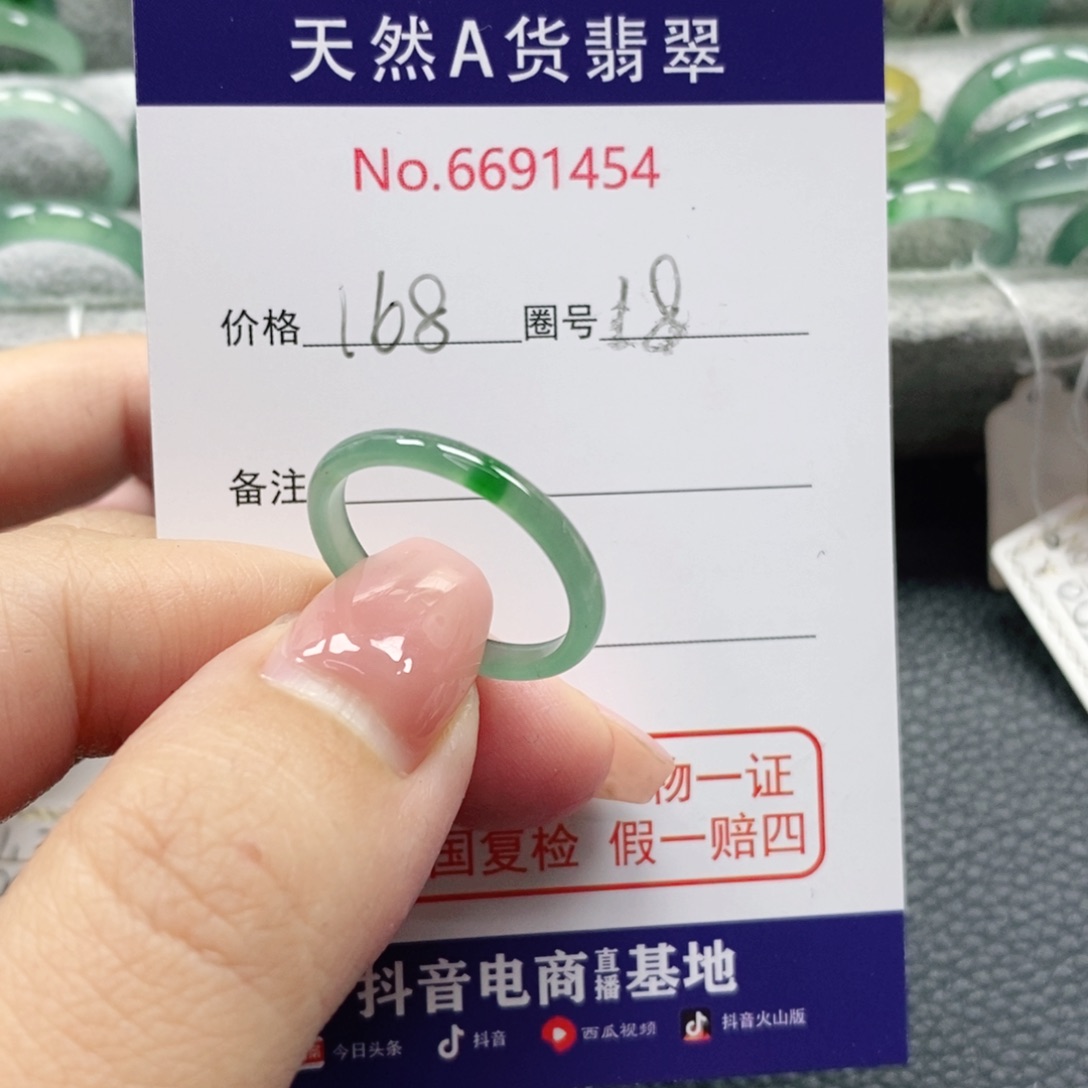 天然A货翡翠
No.6691454
价格 168 圈号 18
备注
物一证
国复检 假一赔四
抖音电商直播基地
今日头条 抖音 西瓜视频 抖音火山版